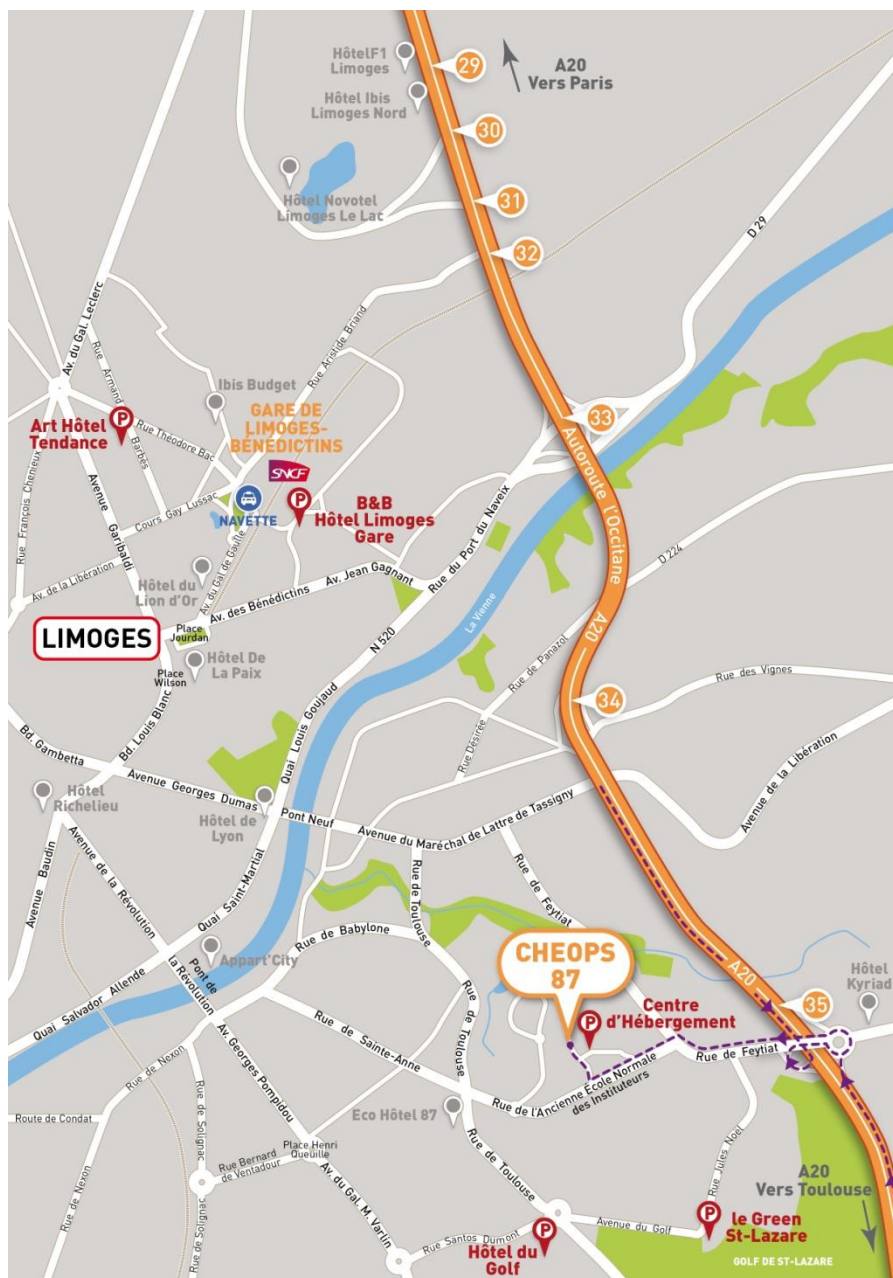 HôtelF1
Limoges
29
A20
Vers Paris
Hôtel Ibis
Limoges Nord
30
Hôtel Novotel
Limoges Le Lac
31
32
D 29
Av. du Gal. Leclerc
Rue Aristide Briand
Rue Armand
Barbès
Ibis Budget
Art Hôtel
Tendance
P
Rue Théodore Bac
GARE DE
LIMOGES-
BÉNÉDICTINS
SNCF
33
Autoroute l'Occitane
Rue François Chenieux
Avenue Garibaldi
Cours Gay Lussac
NAVETTE
P
B&B
Hôtel Limoges
Gare
Rue du Port du Naveix
Av. de la Libération
Hôtel du
Lion d'Or
Av. du Gal de Gaulle
Av. Jean Gagnant
Av. des Bénédictins
D 224
La Vienne
LIMOGES
Place
Jourdan
N 520
A20
Hôtel De
La Paix
Place
Wilson
Rue de Panazol
Rue des Vignes
34
Bd. Louis Blanc
Bd. Gambetta
Quai Louis Goujaud
Rue Désirée
Avenue de la Libération
Hôtel
Richelieu
Avenue Georges Dumas
Hôtel de
Lyon
Pont Neuf
Avenue du Maréchal de Lattre de Tassigny
Avenue Baudin
Avenue de la Révolution
Quai Saint-Martial
Rue de Toulouse
Rue de Feytiat
Appart'City
Rue de Babylone
CHEOPS
87
A20
Hôtel
Kyriad
35
Quai Salvador Allende
Pont de
la Révolution
Rue de Toulouse
P
Centre
d'Hébergement
Rue de Feytiat
Rue de Nexon
Av. Georges Pompidou
Rue de Sainte-Anne
Rue de l'Ancienne École Normale
des Instituteurs
Route de Condat
Rue de Solignac
Eco Hôtel 87
Place Henri
Queuille
Rue Bernard
de Ventadour
Rue de Toulouse
Rue Jules Noel
A20
Vers Toulouse
Rue de Nexon
Rue de Solignac
Av. du Gal. M. Varlin
Rue Santos Dumont
P
Hôtel du
Golf
Avenue du Golf
P
le Green
St-Lazare
GOLF DE ST-LAZARE